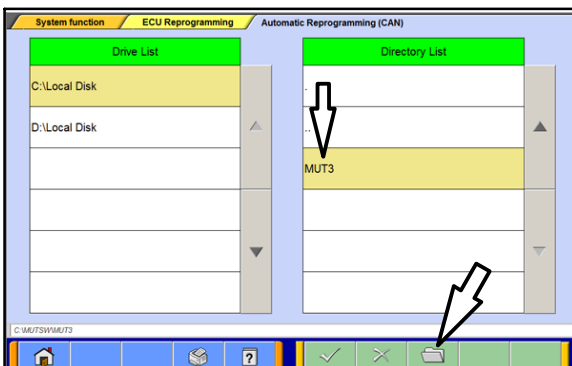 System function
ECU Reprogramming
Automatic Reprogramming (CAN)
Drive List
Directory List
C:\Local Disk
.
D:\Local Disk
..
MUT3
C:\MUTSW\MUT3
?